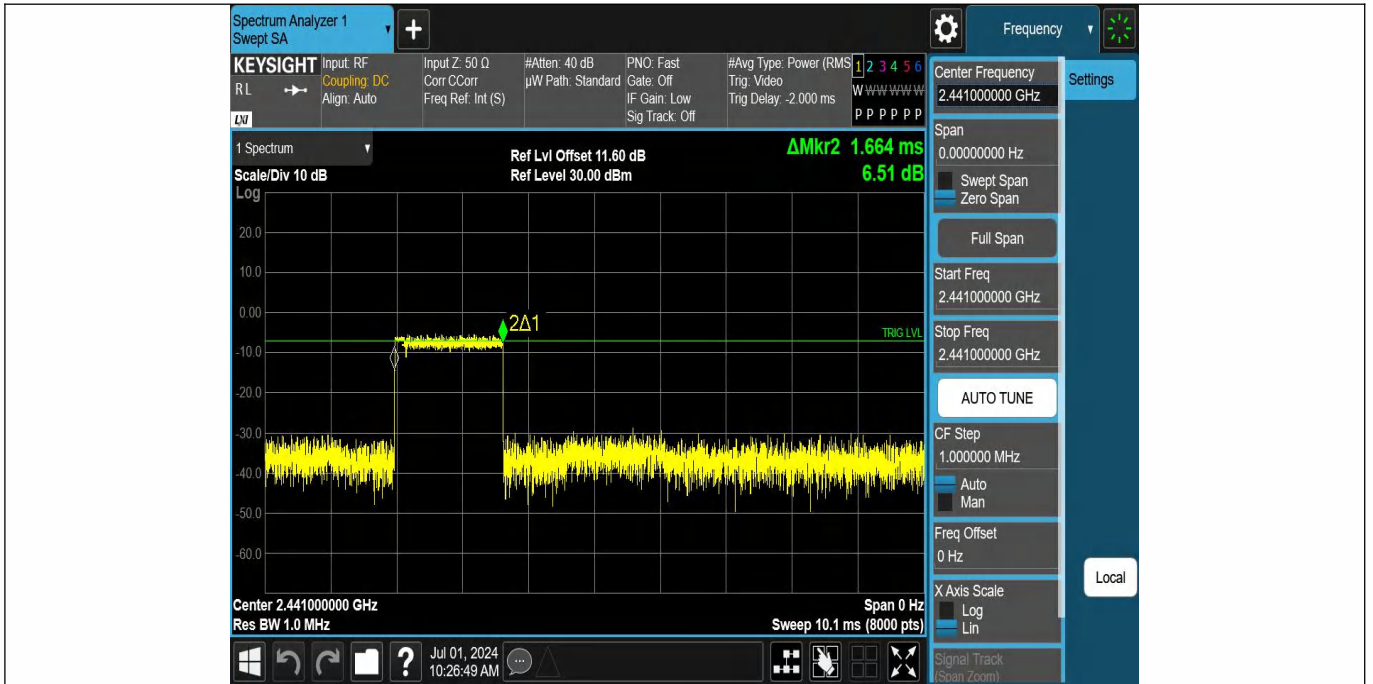 Spectrum Analyzer 1
Swept SA
+
Frequency
KEYSIGHT
RL
LXI
Input: RF
Coupling: DC
Align: Auto
Input Z: 50 Ω
Corr CCorr
Freq Ref: Int (S)
#Atten: 40 dB
µW Path: Standard
PNO: Fast
Gate: Off
IF Gain: Low
Sig Track: Off
#Avg Type: Power (RMS
Trig: Video
Trig Delay: -2.000 ms
1 2 3 4 5 6
W W W W W W
P P P P P P
1 Spectrum
Scale/Div 10 dB
Log
Ref Lvl Offset 11.60 dB
Ref Level 30.00 dBm
ΔMkr2 1.664 ms
6.51 dB
20.0
10.0
0.00
-10.0
-20.0
-30.0
-40.0
-50.0
-60.0
2Δ1
TRIG LVL
Center 2.441000000 GHz
Res BW 1.0 MHz
Span 0 Hz
Sweep 10.1 ms (8000 pts)
?
Jul 01, 2024
10:26:49 AM
Center Frequency
2.441000000 GHz
Settings
Span
0.00000000 Hz
Swept Span
Zero Span
Full Span
Start Freq
2.441000000 GHz
Stop Freq
2.441000000 GHz
AUTO TUNE
CF Step
1.000000 MHz
Auto
Man
Freq Offset
0 Hz
X Axis Scale
Log
Lin
Signal Track
(Span Zoom)
Local